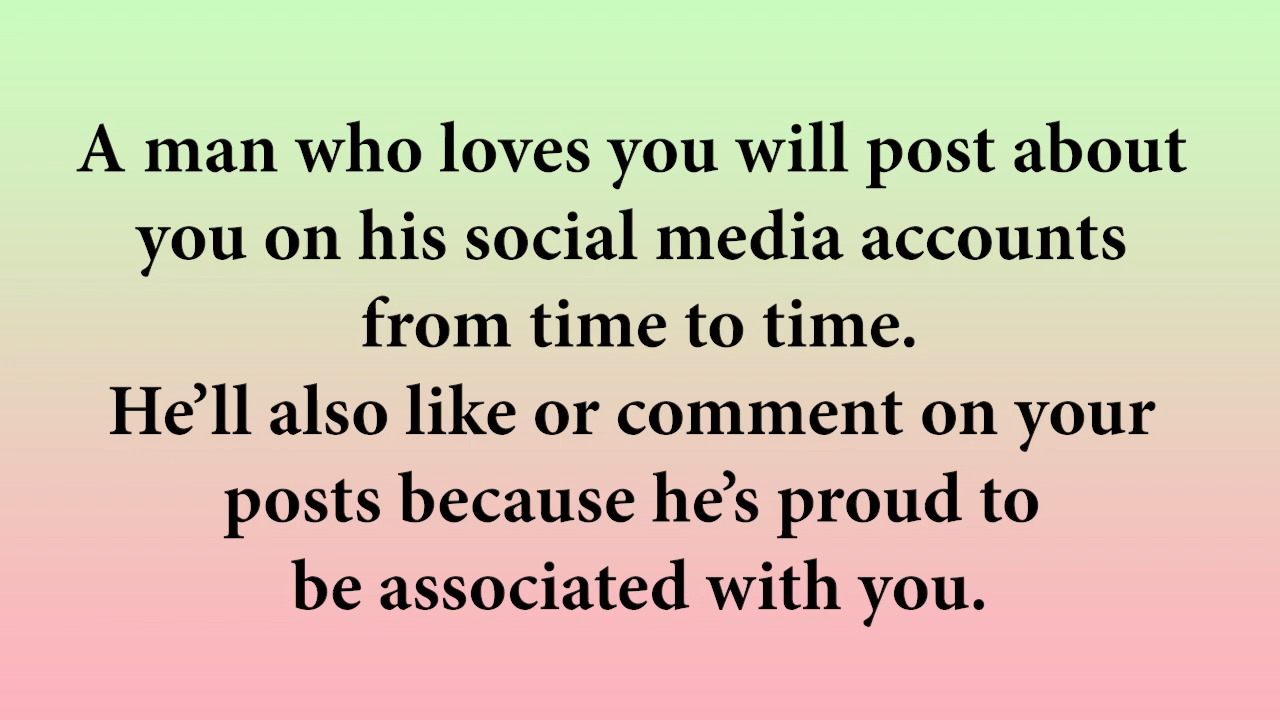 A man who loves you will post about
you on his social media accounts
from time to time.
He’ll also like or comment on your
posts because he’s proud to
be associated with you.